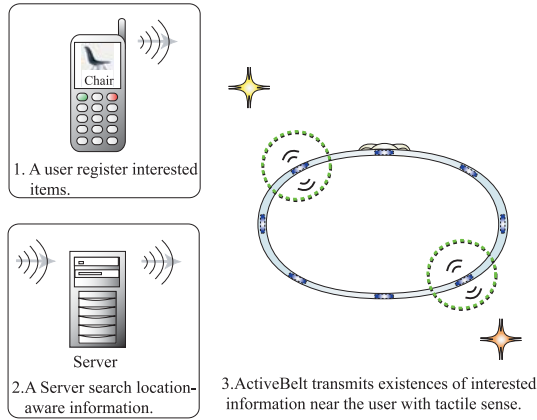 Chair
1. A user register interested
items.
Server
2.A Server search location-
aware information.
3.ActiveBelt transmits existences of interested
information near the user with tactile sense.